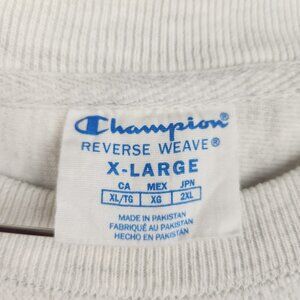 Champion®
REVERSE WEAVE®
X-LARGE
CA MEX JPN
XL/TG XG 2XL
MADE IN PAKISTAN
FABRIQUÉ AU PAKISTAN
HECHO EN PAKISTAN